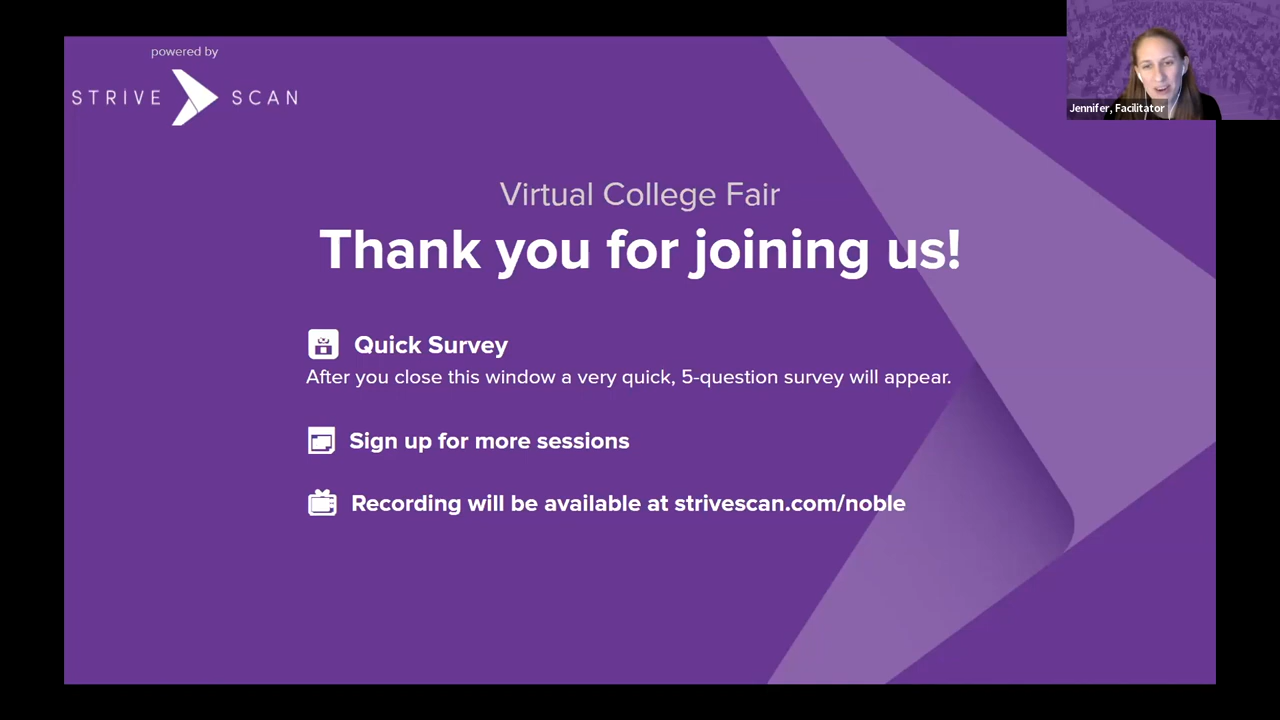 powered by
STRIVE SCAN
Jennifer, Facilitator
Virtual College Fair
Thank you for joining us!
Quick Survey
After you close this window a very quick, 5-question survey will appear.
Sign up for more sessions
Recording will be available at strivescan.com/noble